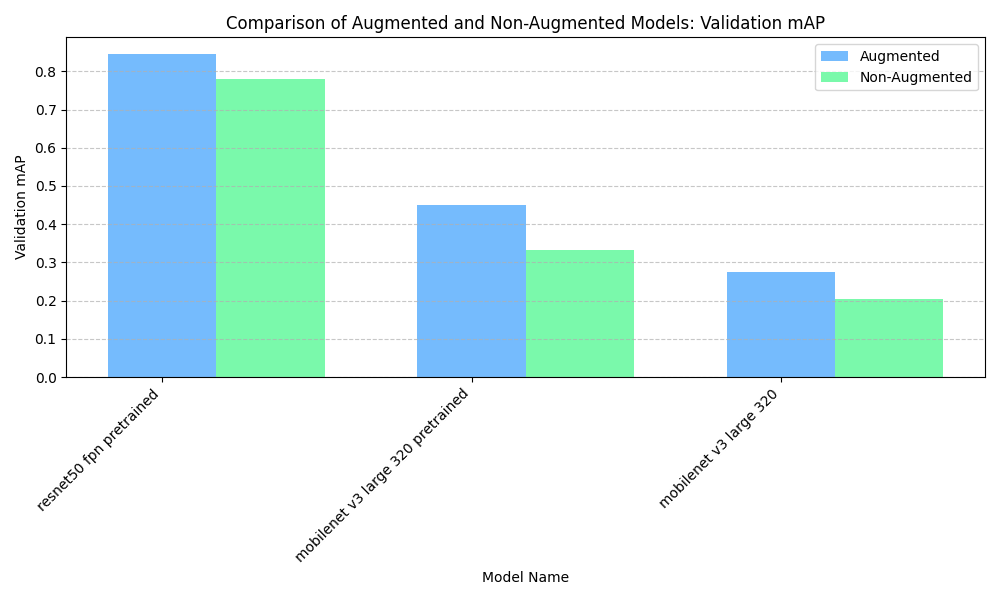 Comparison of Augmented and Non-Augmented Models: Validation mAP
Augmented
Non-Augmented
Validation mAP
0.8
0.7
0.6
0.5
0.4
0.3
0.2
0.1
0.0
resnet50 fpn pretrained
mobilenet v3 large 320 pretrained
mobilenet v3 large 320
Model Name